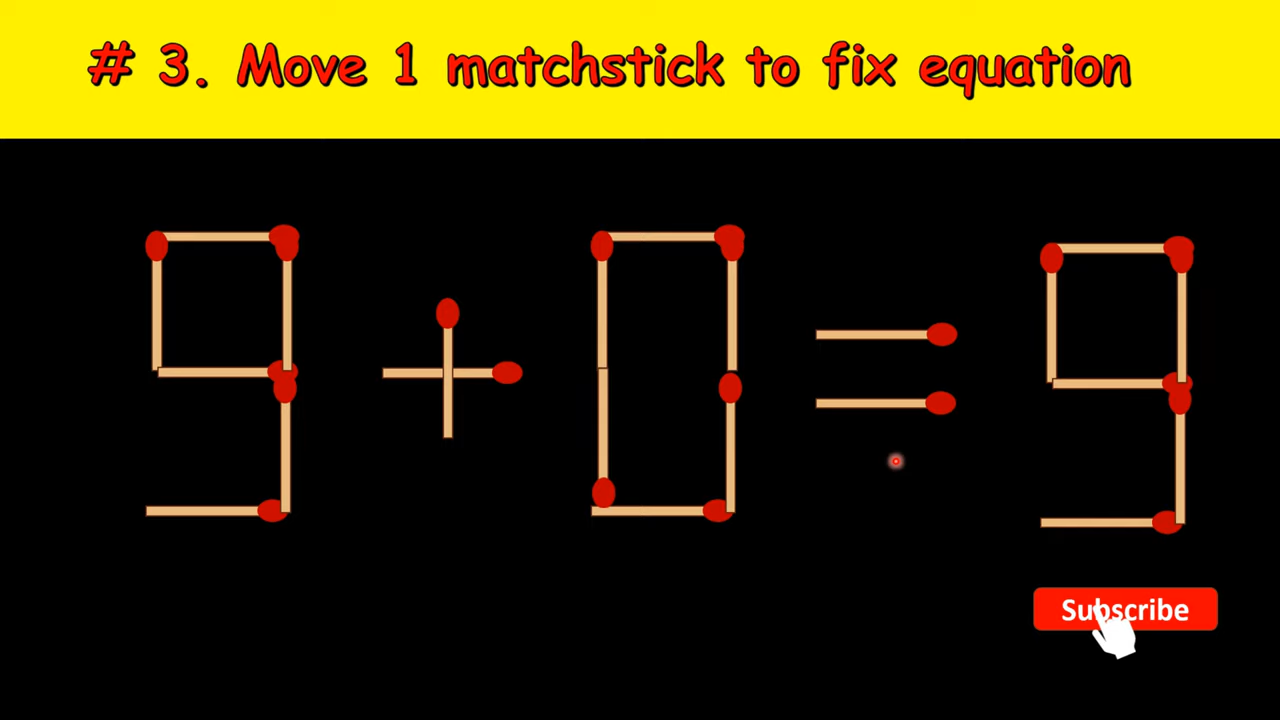 # 3. Move 1 matchstick to fix equation
9 + 0 = 9
Subscribe